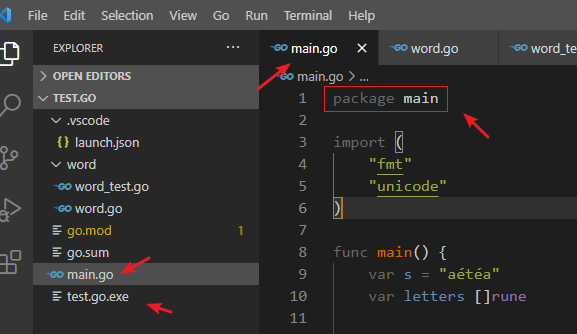 File Edit Selection View Go Run Terminal Help
EXPLORER ...
main.go word.go word_te
OPEN EDITORS
main.go > ...
TEST.GO
.vscode
{} launch.json
word
word_test.go
word.go
go.mod 1
go.sum
main.go
test.go.exe
1 package main
2
3 import (
4 "fmt"
5 "unicode"
6 )
7
8 func main() {
9 var s = "aétéa"
10 var letters []rune
11